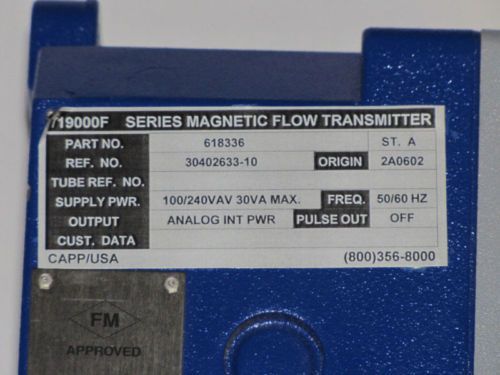 719000F SERIES MAGNETIC FLOW TRANSMITTER
PART NO. 618336 ST. A
REF. NO. 30402633-10 ORIGIN 2A0602
TUBE REF. NO.
SUPPLY PWR. 100/240VAV 30VA MAX. FREQ. 50/60 HZ
OUTPUT ANALOG INT PWR PULSE OUT OFF
CUST. DATA
CAPP/USA (800)356-8000
FM
APPROVED